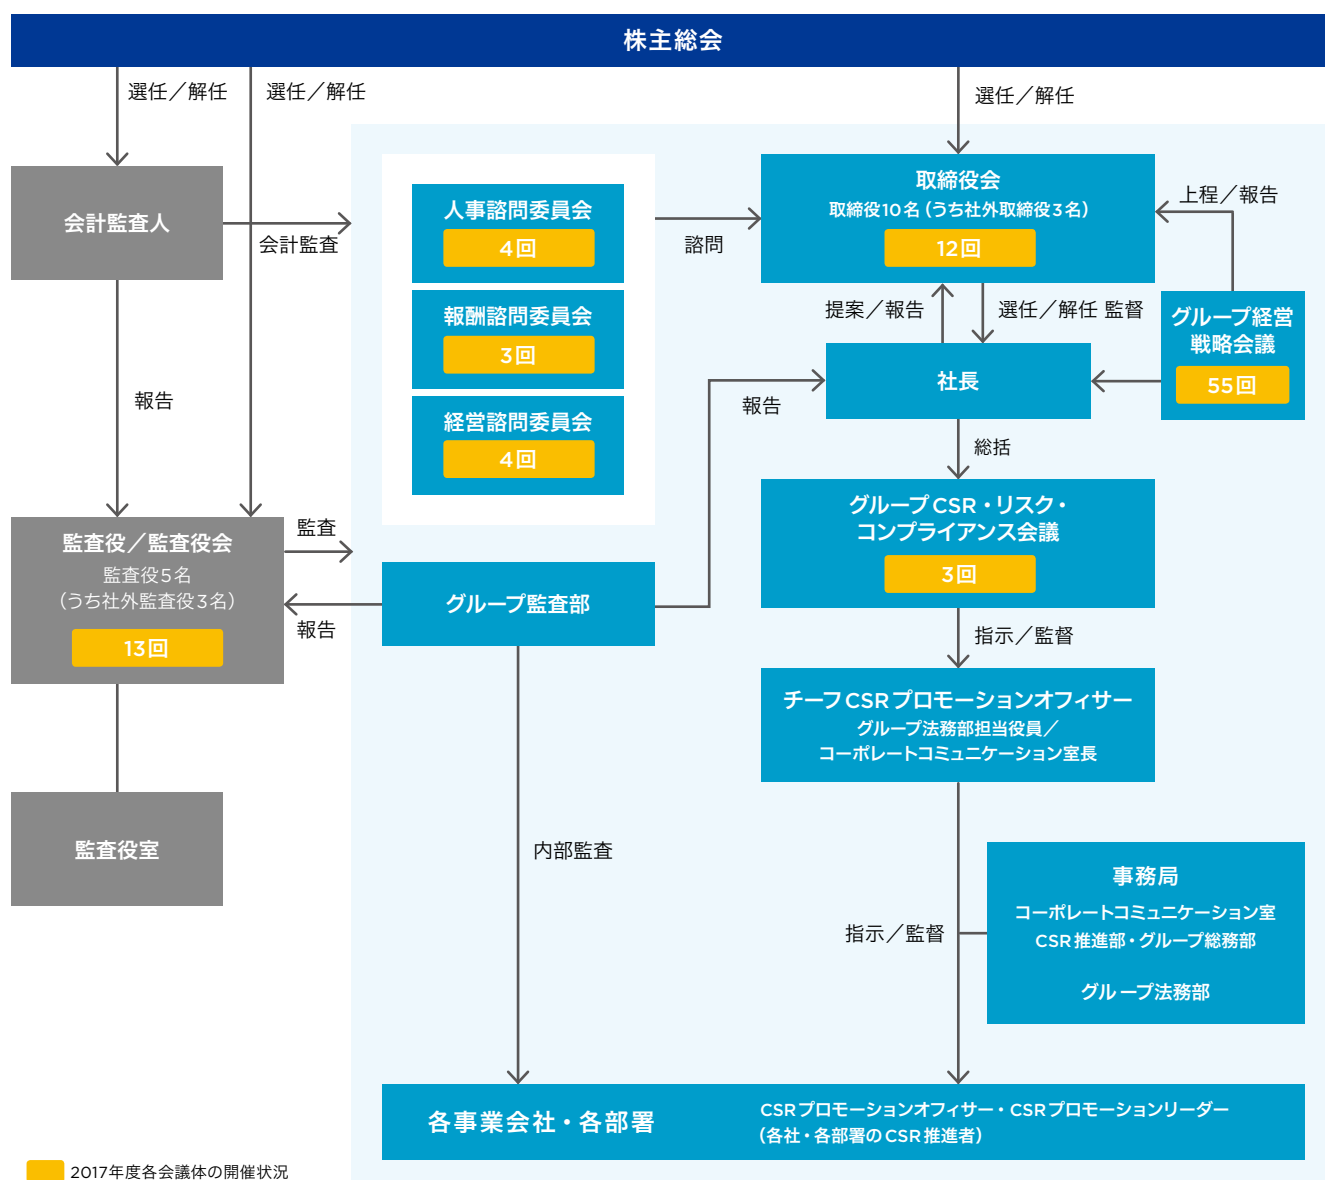 株主総会
選任／解任
選任／解任
選任／解任
会計監査人
会計監査
人事諮問委員会
4回
報酬諮問委員会
3回
経営諮問委員会
4回
諮問
取締役会
取締役10名（うち社外取締役3名）
12回
上程／報告
提案／報告
選任／解任 監督
グループ経営
戦略会議
55回
社長
報告
報告
総括
グループCSR・リスク・
コンプライアンス会議
3回
監査役／監査役会
監査役5名
（うち社外監査役3名）
13回
監査
報告
グループ監査部
指示／監督
チーフCSRプロモーションオフィサー
グループ法務部担当役員／
コーポレートコミュニケーション室長
監査役室
内部監査
指示／監督
事務局
コーポレートコミュニケーション室
CSR推進部・グループ総務部
グループ法務部
各事業会社・各部署
CSRプロモーションオフィサー・CSRプロモーションリーダー
（各社・各部署のCSR推進者）
2017年度各会議体の開催状況